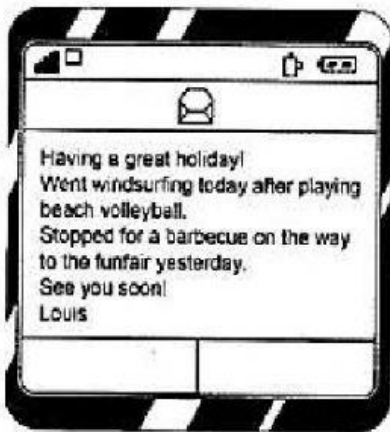 Having a great holiday!
Went windsurfing today after playing
beach volleyball.
Stopped for a barbecue on the way
to the funfair yesterday.
See you soon!
Louis